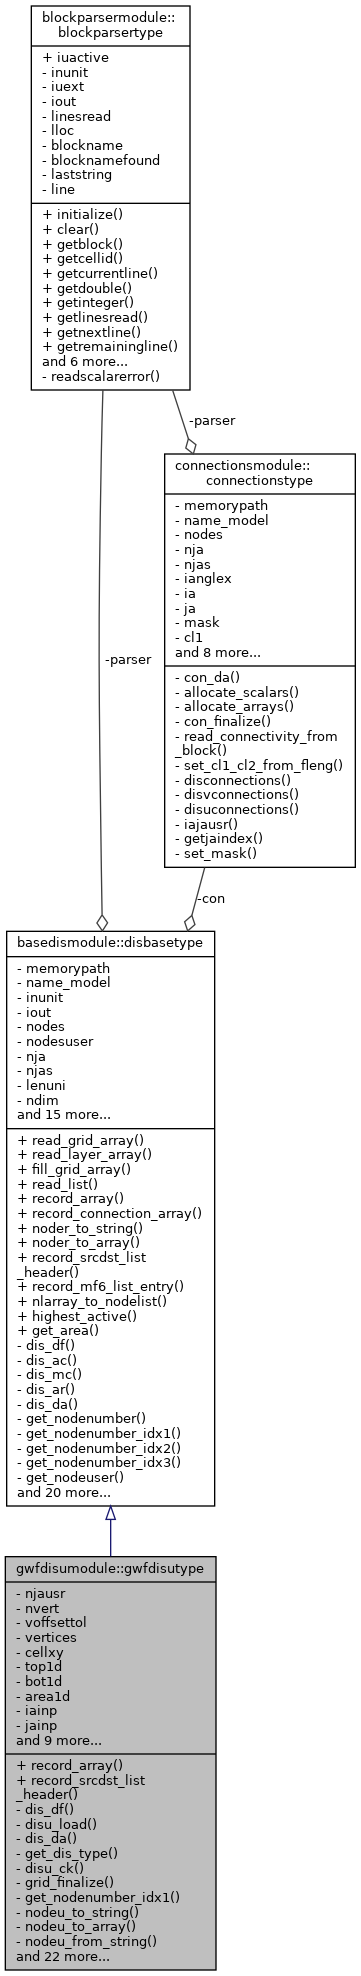 blockparsermodule::
blockparsertype
+ iuactive
- inunit
- iuext
- iout
- linesread
- lloc
- blockname
- blocknamefound
- laststring
- line
+ initialize()
+ clear()
+ getblock()
+ getcellid()
+ getcurrentline()
+ getdouble()
+ getinteger()
+ getlinesread()
+ getnextline()
+ getremainingline()
and 6 more...
- readscalarerror()
-parser
connectionsmodule::
connectionstype
- memorypath
- name_model
- nodes
- nja
- njas
- ianglex
- ia
- ja
- mask
- cl1
and 8 more...
- con_da()
- allocate_scalars()
- allocate_arrays()
- con_finalize()
- read_connectivity_from
_block()
- set_cl1_cl2_from_fleng()
- disconnections()
- disvconnections()
- disuconnections()
- iajausr()
- getjaindex()
- set_mask()
-parser
-con
basedismodule::disbasetype
- memorypath
- name_model
- inunit
- iout
- nodes
- nodesuser
- nja
- njas
- lenuni
- ndim
and 15 more...
+ read_grid_array()
+ read_layer_array()
+ fill_grid_array()
+ read_list()
+ record_array()
+ record_connection_array()
+ noder_to_string()
+ noder_to_array()
+ record_srcdst_list
_header()
+ record_mf6_list_entry()
+ nlarray_to_nodelist()
+ highest_active()
+ get_area()
- dis_df()
- dis_ac()
- dis_mc()
- dis_ar()
- dis_da()
- get_nodenumber()
- get_nodenumber_idx1()
- get_nodenumber_idx2()
- get_nodenumber_idx3()
- get_nodeuser()
and 20 more...
gwfdisumodule::gwfdisutype
- njausr
- nvert
- voffsettol
- vertices
- cellxy
- top1d
- bot1d
- area1d
- iainp
- jainp
and 9 more...
+ record_array()
+ record_srcdst_list
_header()
- dis_df()
- disu_load()
- dis_da()
- get_dis_type()
- disu_ck()
- grid_finalize()
- get_nodenumber_idx1()
- nodeu_to_string()
- nodeu_to_array()
- nodeu_from_string()
and 22 more...